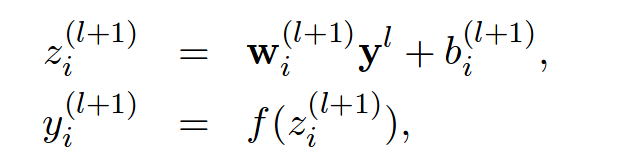 z_i^{(l+1)} = \mathbf{w}_i^{(l+1)} \mathbf{y}^l + b_i^{(l+1)},
y_i^{(l+1)} = f(z_i^{(l+1)}),